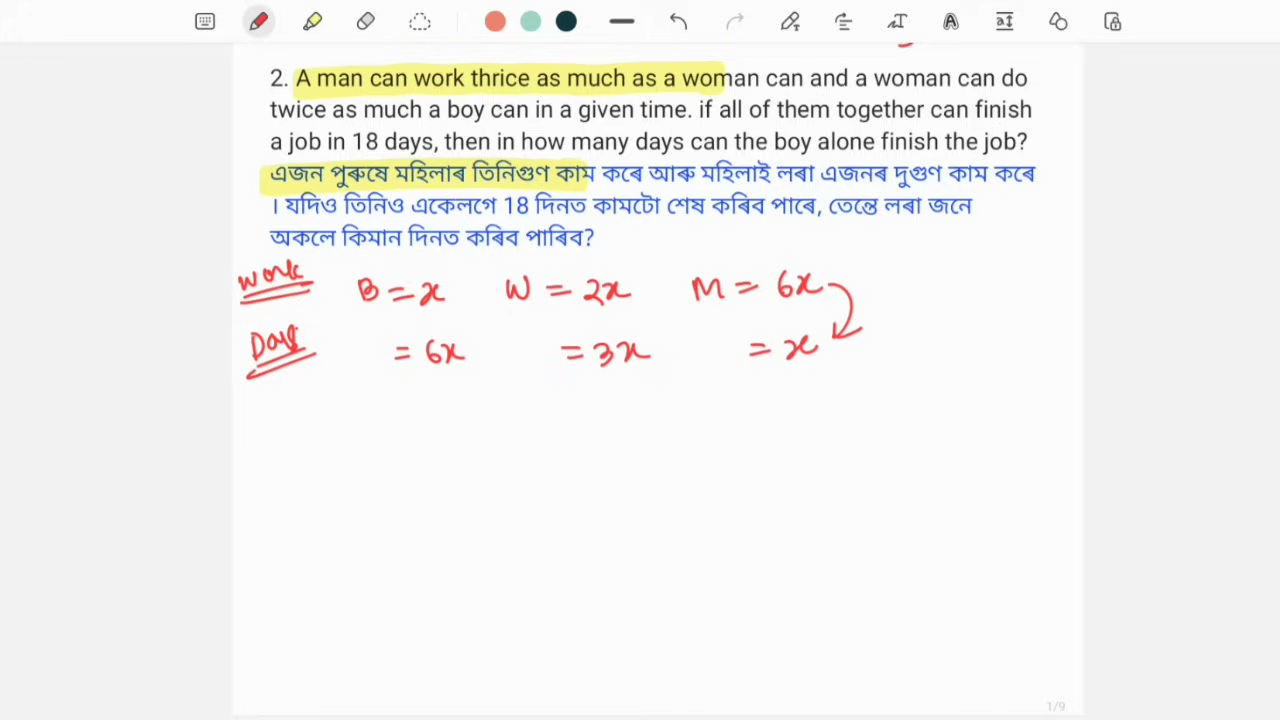 2. A man can work thrice as much as a woman can and a woman can do
twice as much a boy can in a given time. if all of them together can finish
a job in 18 days, then in how many days can the boy alone finish the job?
এজন পুৰুষে মহিলাৰ তিনিগুণ কাম কৰে আৰু মহিলাই লৰা এজনৰ দুগুণ কাম কৰে
। যদিও তিনিও একেলগে 18 দিনত কামটো শেষ কৰিব পাৰে, তেন্তে লৰা জনে
অকলে কিমান দিনত কৰিব পাৰিব?
Work B = x W = 2x M = 6x
Days = 6x = 3x = x
1/9